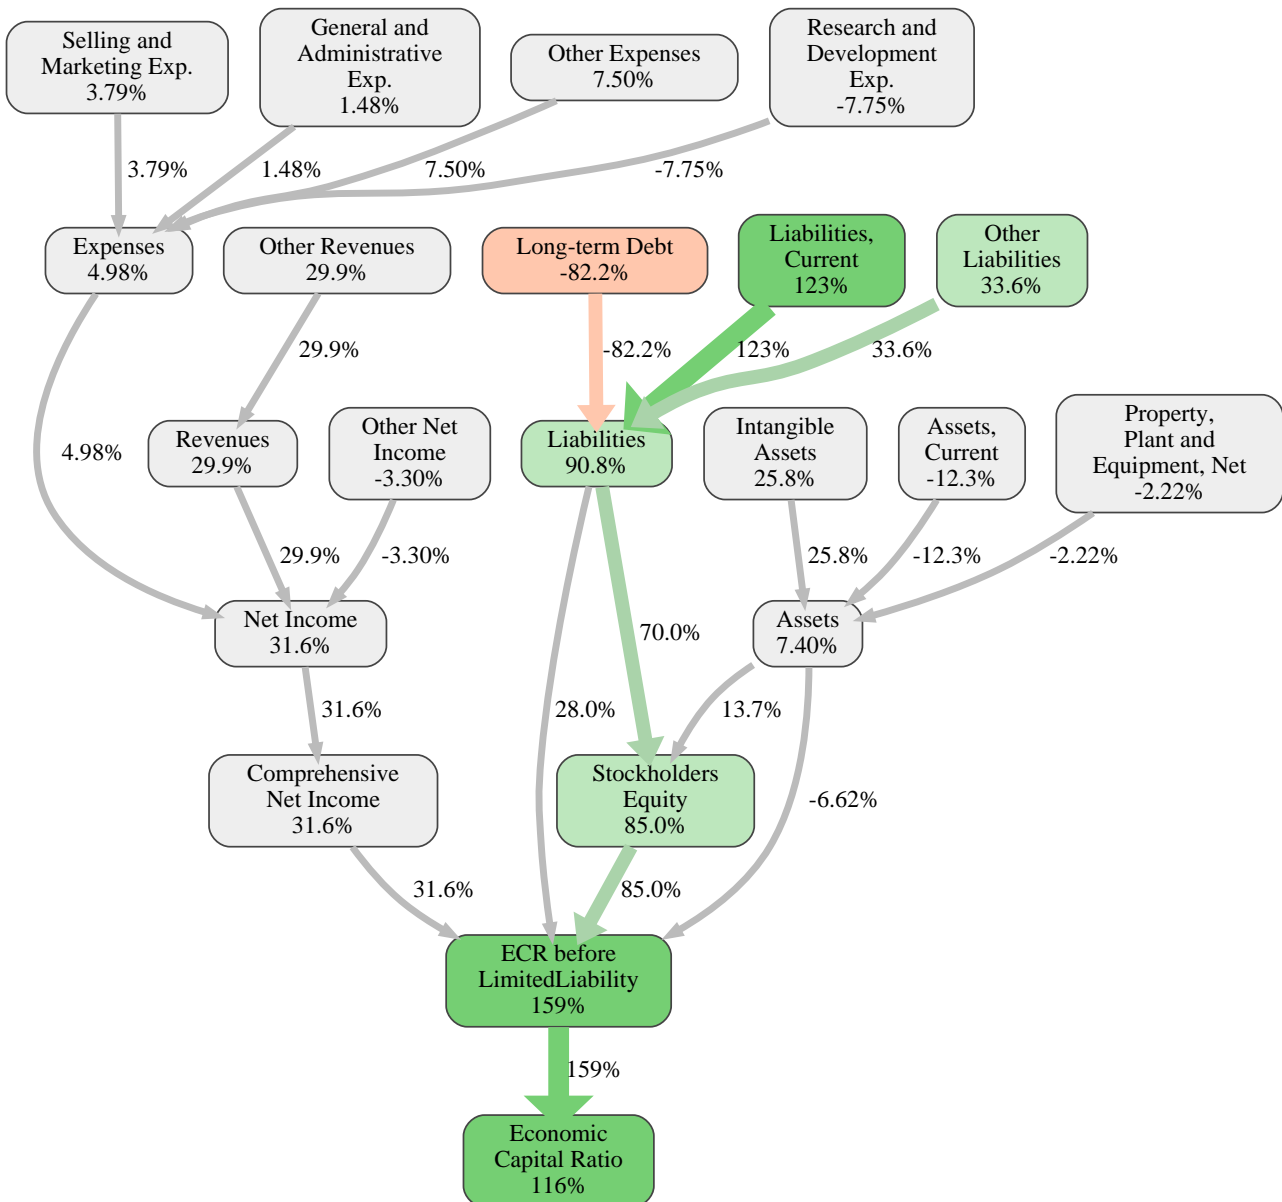 Selling and
Marketing Exp.
3.79%
General and
Administrative
Exp.
1.48%
Other Expenses
7.50%
Research and
Development
Exp.
-7.75%
3.79%
1.48%
7.50%
-7.75%
Expenses
4.98%
Other Revenues
29.9%
Long-term Debt
-82.2%
Liabilities,
Current
123%
Other
Liabilities
33.6%
29.9%
-82.2%
123%
33.6%
4.98%
Revenues
29.9%
Other Net
Income
-3.30%
Liabilities
90.8%
Intangible
Assets
25.8%
Assets,
Current
-12.3%
Property,
Plant and
Equipment, Net
-2.22%
29.9%
-3.30%
25.8%
-12.3%
-2.22%
Net Income
31.6%
70.0%
Assets
7.40%
31.6%
28.0%
13.7%
Comprehensive
Net Income
31.6%
Stockholders
Equity
85.0%
-6.62%
31.6%
85.0%
ECR before
LimitedLiability
159%
159%
Economic
Capital Ratio
116%